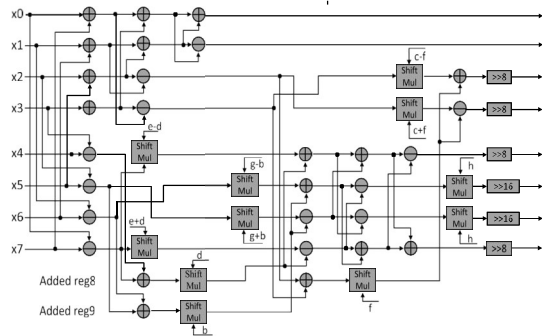 x0
x1
x2
c-f
Shift Mul
>>8
x3
Shift Mul
>>8
e-d
c+f
x4
Shift Mul
g-b
h
>>8
x5
Shift Mul
Shift Mul
>>16
x6
e+d
Shift Mul
g+b
Shift Mul
>>16
h
x7
Shift Mul
d
>>8
Added reg8
Shift Mul
Shift Mul
f
Added reg9
Shift Mul
b